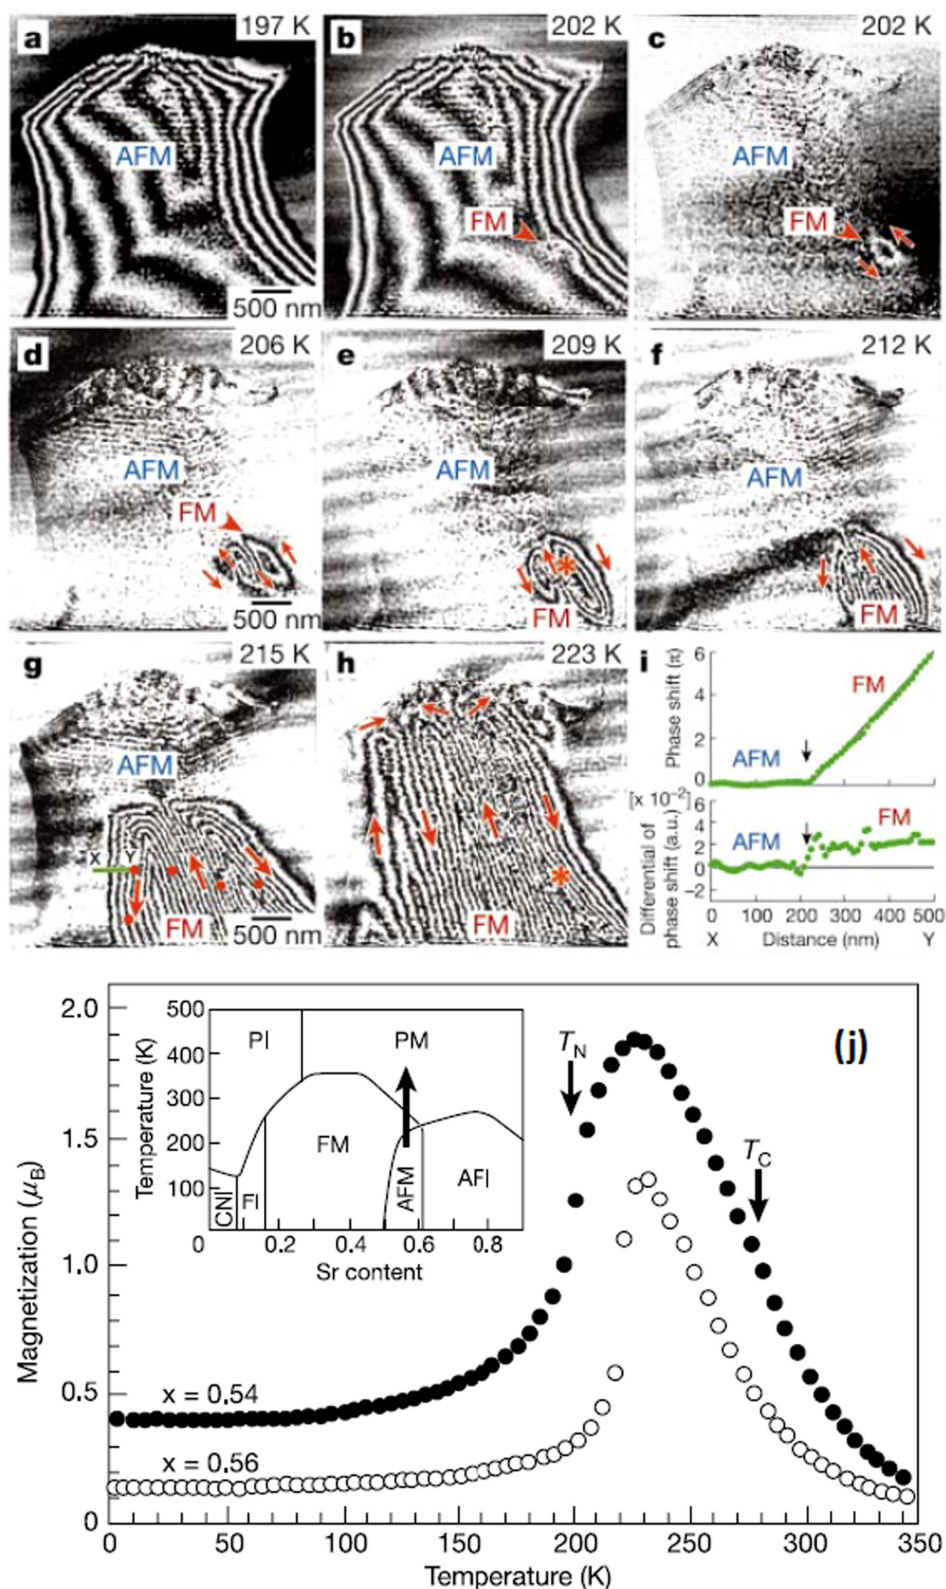 a 197 K
AFM
500 nm
b 202 K
AFM
FM
c 202 K
AFM
FM
d 206 K
AFM
FM
500 nm
e 209 K
AFM
*
FM
f 212 K
AFM
FM
g 215 K
AFM
X Y
FM
500 nm
h 223 K
*
FM
i
Phase shift (π)
6
4
2
0
FM
AFM
[x 10⁻²]
Differential of
phase shift (a.u.)
6
4
2
0
−2
AFM
FM
0 100 200 300 400 500
X Distance (nm) Y
(j)
Magnetization (μB)
2.0
1.5
1.0
0.5
0
TN
TC
x = 0.54
x = 0.56
0 50 100 150 200 250 300 350
Temperature (K)
Temperature (K)
500
400
300
200
100
PI PM
FM
CNI
FI
AFM
AFI
0 0.2 0.4 0.6 0.8
Sr content